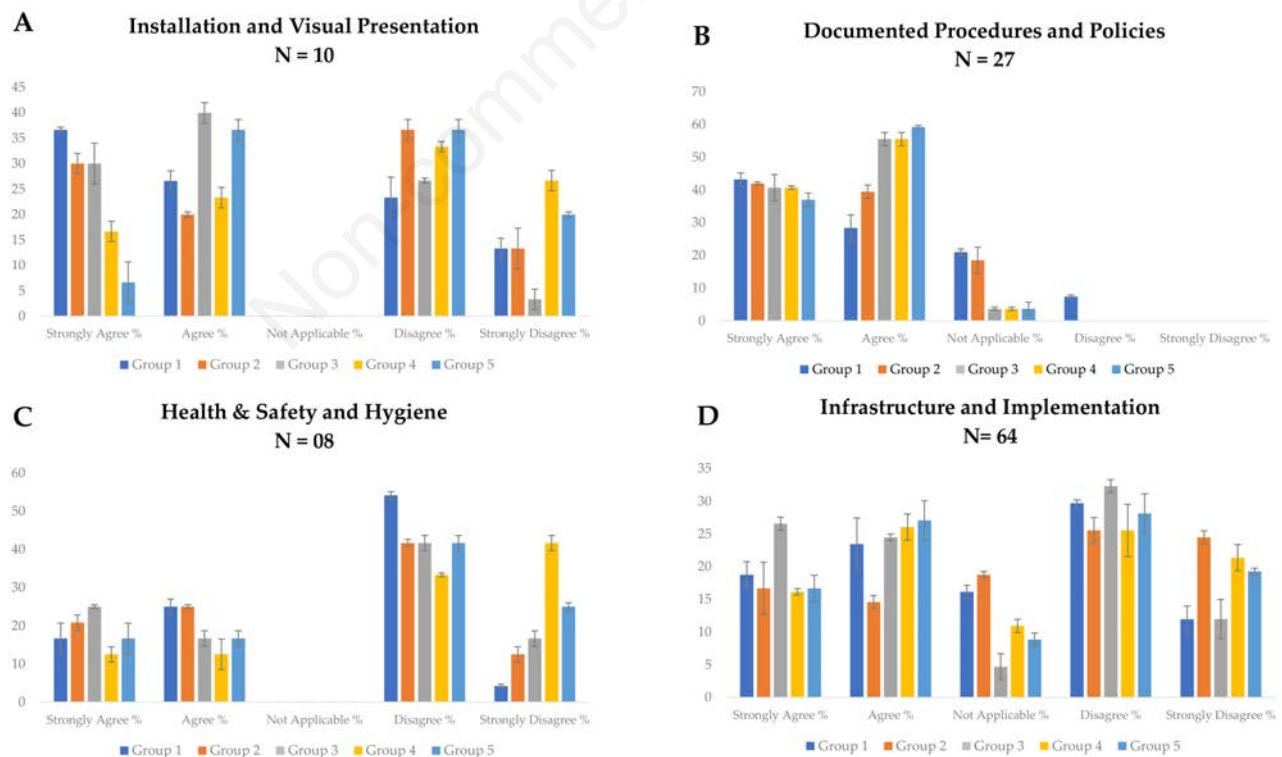 A
Installation and Visual Presentation
N = 10
45
40
35
30
25
20
15
10
5
0
Strongly Agree % Agree % Not Applicable % Disagree % Strongly Disagree %
Group 1 Group 2 Group 3 Group 4 Group 5
B
Documented Procedures and Policies
N = 27
70
60
50
40
30
20
10
0
Strongly Agree % Agree % Not Applicable % Disagree % Strongly Disagree %
Group 1 Group 2 Group 3 Group 4 Group 5
C
Health & Safety and Hygiene
N = 08
60
50
40
30
20
10
0
Strongly Agree % Agree % Not Applicable % Disagree % Strongly Disagree %
Group 1 Group 2 Group 3 Group 4 Group 5
D
Infrastructure and Implementation
N= 64
35
30
25
20
15
10
5
0
Strongly Agree % Agree % Not Applicable % Disagree % Strongly Disagree %
Group 1 Group 2 Group 3 Group 4 Group 5